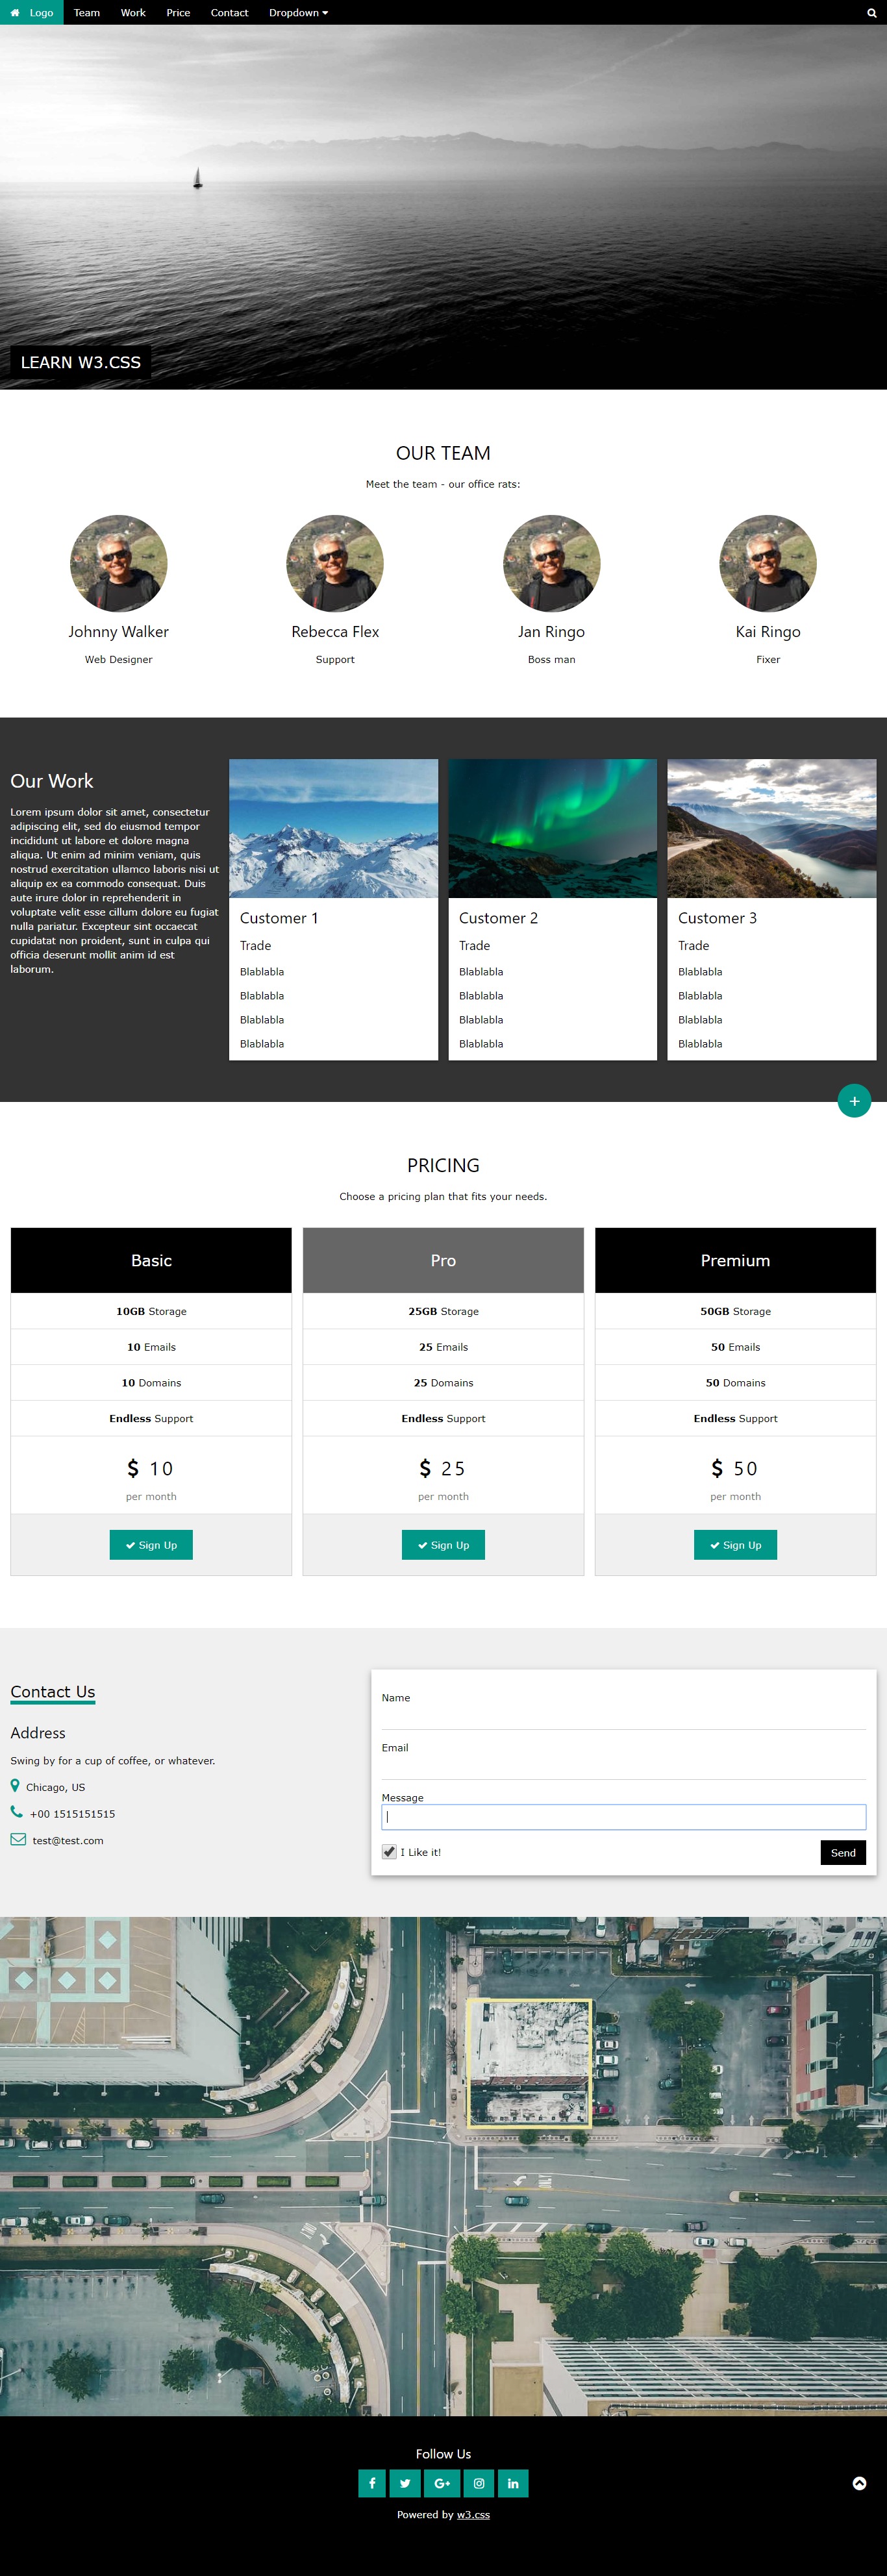 Logo Team Work Price Contact Dropdown
LEARN W3.CSS
OUR TEAM
Meet the team - our office rats:
Johnny Walker Rebecca Flex Jan Ringo Kai Ringo
Web Designer Support Boss man Fixer
Our Work
Lorem ipsum dolor sit amet, consectetur
adipiscing elit, sed do eiusmod tempor
incididunt ut labore et dolore magna
aliqua. Ut enim ad minim veniam, quis
nostrud exercitation ullamco laboris nisi ut
aliquip ex ea commodo consequat. Duis
aute irure dolor in reprehenderit in
voluptate velit esse cillum dolore eu fugiat
nulla pariatur. Excepteur sint occaecat
cupidatat non proident, sunt in culpa qui
officia deserunt mollit anim id est
laborum.
Customer 1
Trade
Blablabla
Blablabla
Blablabla
Blablabla
Customer 2
Trade
Blablabla
Blablabla
Blablabla
Blablabla
Customer 3
Trade
Blablabla
Blablabla
Blablabla
Blablabla
+
PRICING
Choose a pricing plan that fits your needs.
Basic
10GB Storage
10 Emails
10 Domains
Endless Support
$ 10
per month
Sign Up
Pro
25GB Storage
25 Emails
25 Domains
Endless Support
$ 25
per month
Sign Up
Premium
50GB Storage
50 Emails
50 Domains
Endless Support
$ 50
per month
Sign Up
Contact Us
Address
Swing by for a cup of coffee, or whatever.
Chicago, US
+00 1515151515
test@test.com
Name
Email
Message
I Like it!
Send
Follow Us
Powered by w3.css